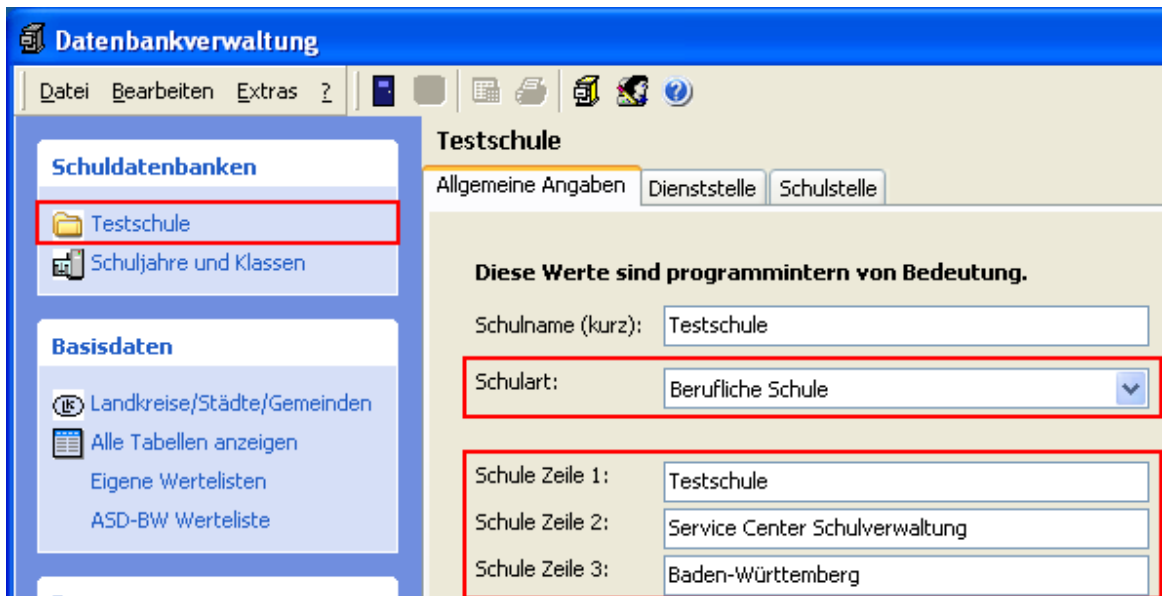 Datenbankverwaltung
Datei Bearbeiten Extras ?
Schuldatenbanken
Testschule
Schuljahre und Klassen
Basisdaten
Landkreise/Städte/Gemeinden
Alle Tabellen anzeigen
Eigene Wertelisten
ASD-BW Werteliste
Testschule
Allgemeine Angaben Dienststelle Schulstelle
Diese Werte sind programmintern von Bedeutung.
Schulname (kurz): Testschule
Schulart: Berufliche Schule
Schule Zeile 1: Testschule
Schule Zeile 2: Service Center Schulverwaltung
Schule Zeile 3: Baden-Württemberg